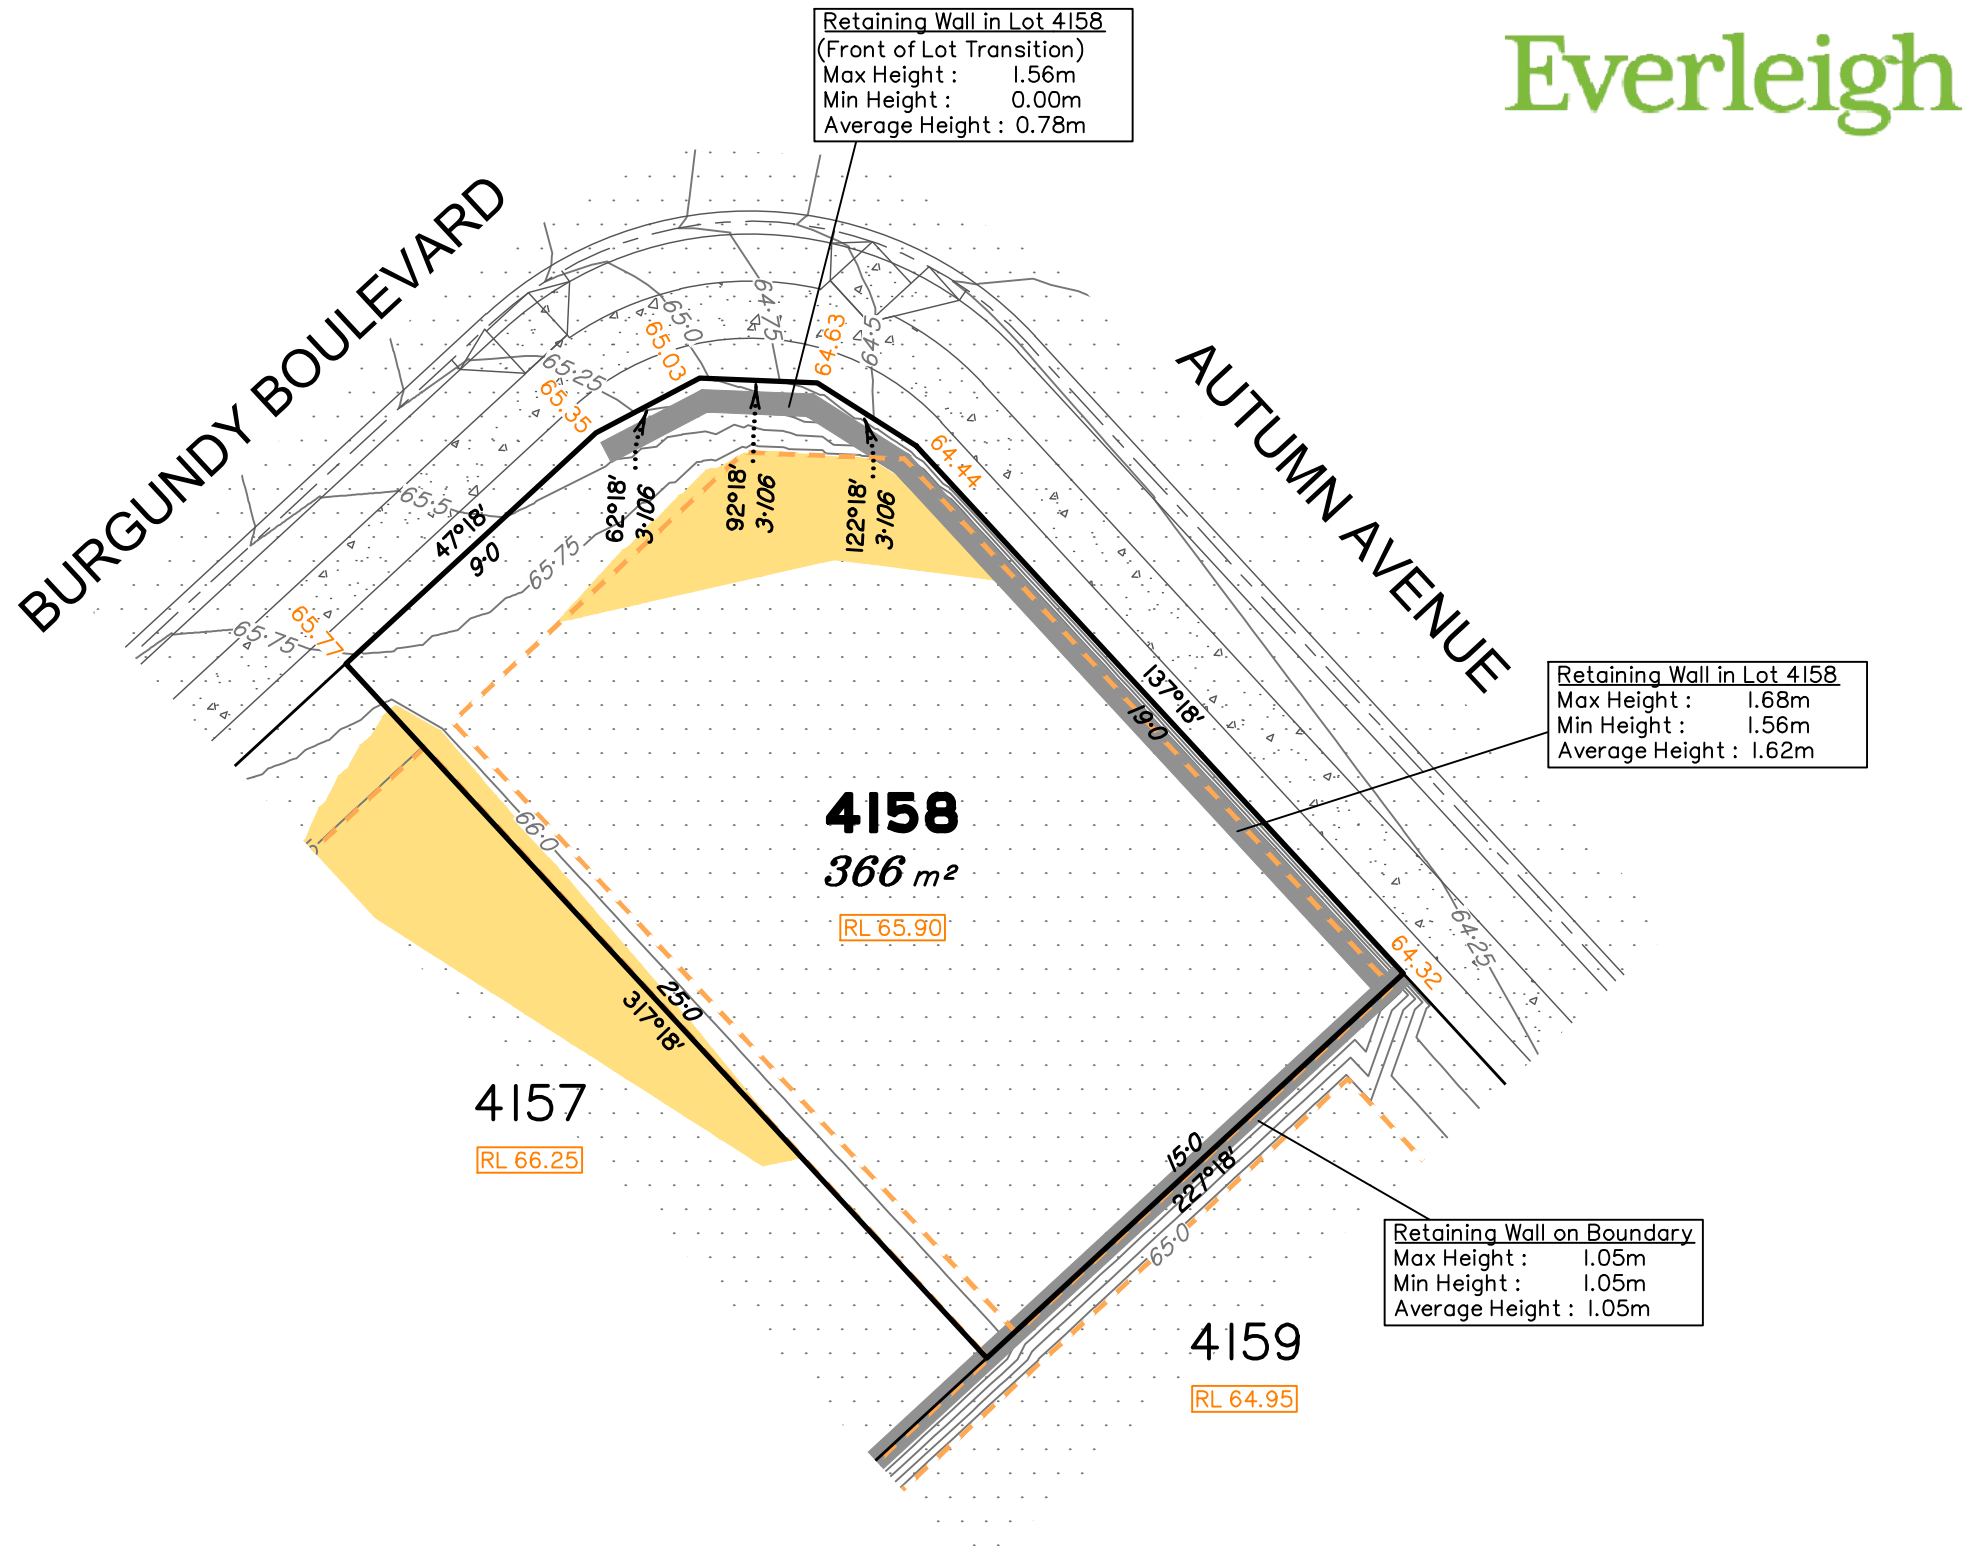 Retaining Wall in Lot 4158
(Front of Lot Transition)
Max Height : 1.56m
Min Height : 0.00m
Average Height : 0.78m
Everleigh
BURGUNDY BOULEVARD
AUTUMN AVENUE
65·0
64·75
64·5
65.03
64.63
65·25
65.35
64.44
65·5
47°18'
9·0
62°18'
3·106
92°18'
3·106
122°18'
3·106
65·75
65·75
65.77
137°18'
19·0
Retaining Wall in Lot 4158
Max Height : 1.68m
Min Height : 1.56m
Average Height : 1.62m
66·0
4158
366 m²
RL 65.90
64·25
64.32
25·0
317°18'
4157
RL 66.25
15·0
227°18'
65·0
Retaining Wall on Boundary
Max Height : 1.05m
Min Height : 1.05m
Average Height : 1.05m
4159
RL 64.95